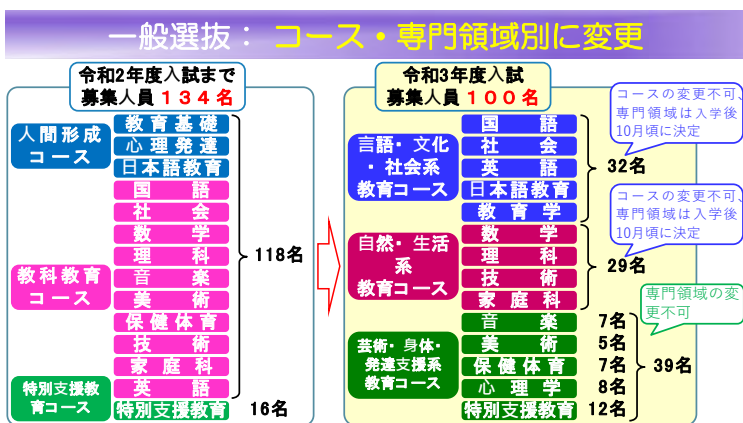 一般選抜： コース・専門領域別に変更
令和2年度入試まで
募集人員１３４名
人間形成
コース
教育基礎
心理発達
日本語教育
教科教育
コース
国語
社会
数学
理科
音楽
美術
保健体育
技術
家庭科
英語
118名
特別支援教
育コース
特別支援教育
16名
令和3年度入試
募集人員１００名
言語・文化
・社会系
教育コース
国語
社会
英語
日本語教育
教育学
32名
コースの変更不可、
専門領域は入学後
10月頃に決定
自然・生活
系
教育コース
数学
理科
技術
家庭科
29名
コースの変更不可、
専門領域は入学後
10月頃に決定
芸術・身体・
発達支援系
教育コース
音楽 7名
美術 5名
保健体育 7名
心理学 8名
特別支援教育 12名
39名
専門領域の変
更不可